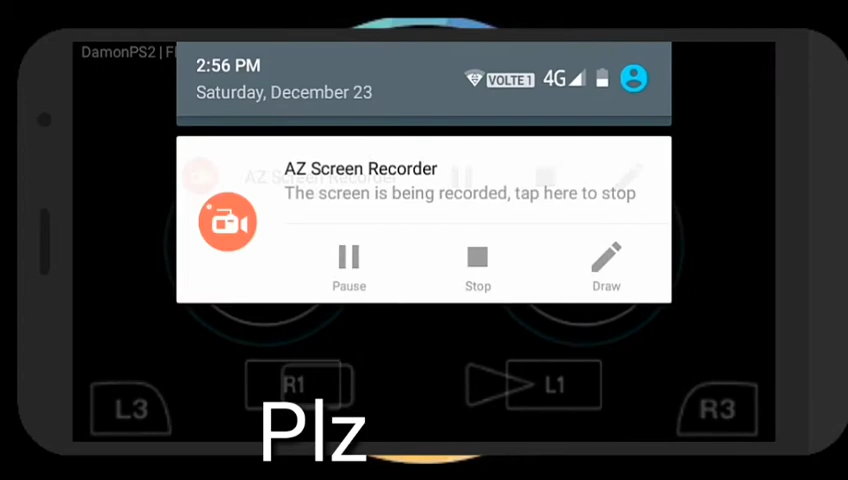 DamonPS2 | F
2:56 PM
Saturday, December 23
VOLTE 1 4G
AZ Screen Recorder
The screen is being recorded, tap here to stop
Pause
Stop
Draw
R1
L1
L3
R3
Plz